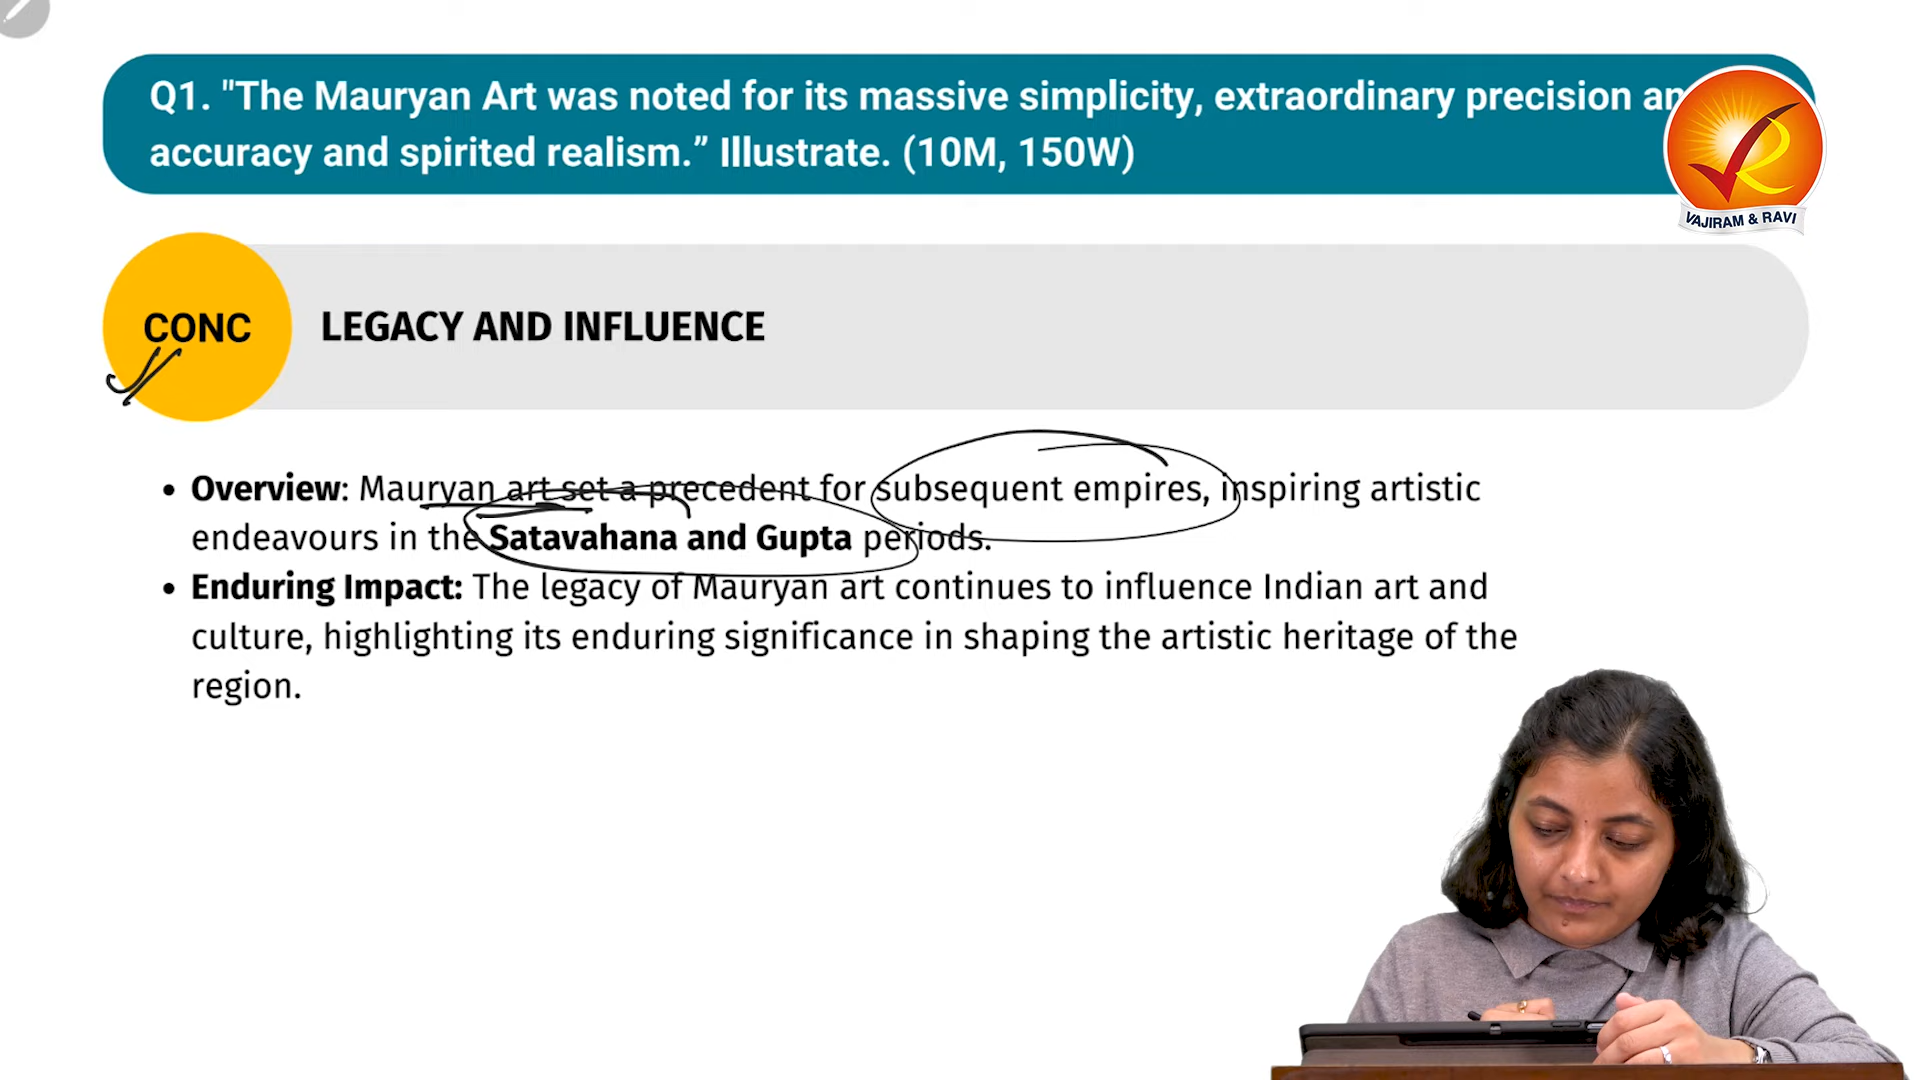 Q1. "The Mauryan Art was noted for its massive simplicity, extraordinary precision an
accuracy and spirited realism.” Illustrate. (10M, 150W)
VAJIRAM & RAVI
CONC
LEGACY AND INFLUENCE
• Overview: Mauryan art set a precedent for subsequent empires, inspiring artistic
endeavours in the Satavahana and Gupta periods.
• Enduring Impact: The legacy of Mauryan art continues to influence Indian art and
culture, highlighting its enduring significance in shaping the artistic heritage of the
region.